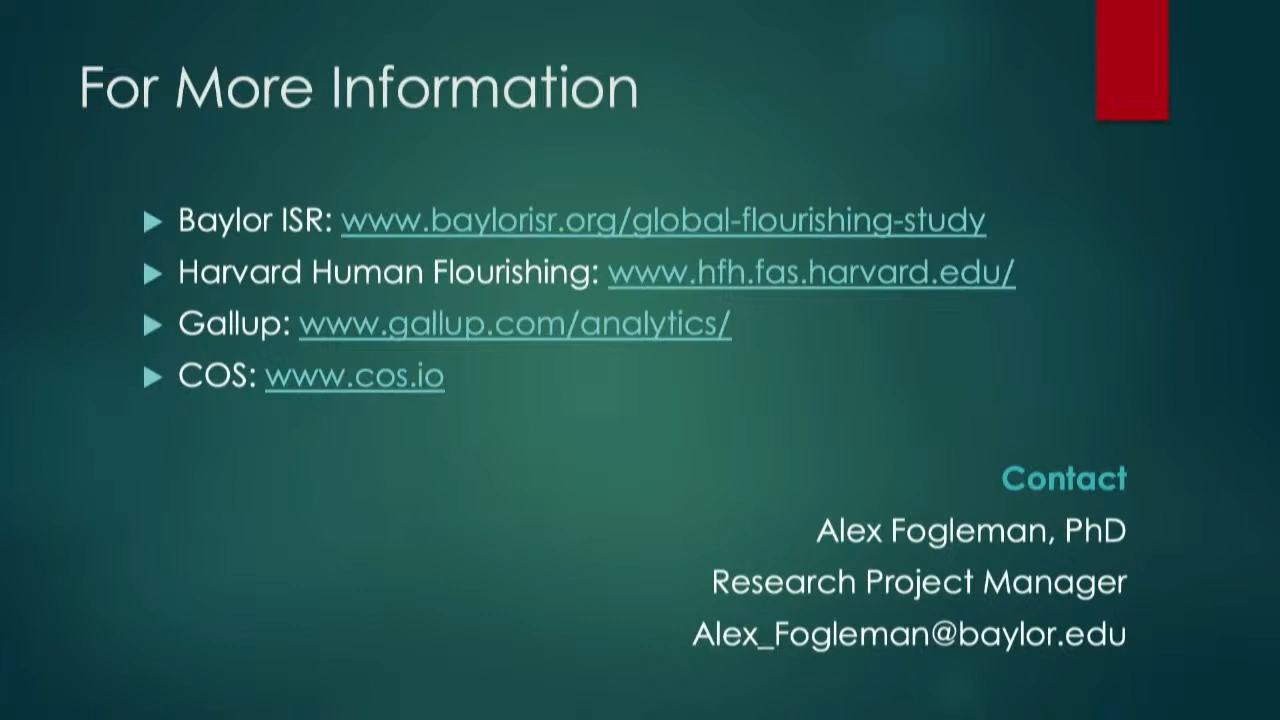 For More Information
Baylor ISR: www.baylorisr.org/global-flourishing-study
Harvard Human Flourishing: www.hfh.fas.harvard.edu/
Gallup: www.gallup.com/analytics/
COS: www.cos.io
Contact
Alex Fogleman, PhD
Research Project Manager
Alex_Fogleman@baylor.edu